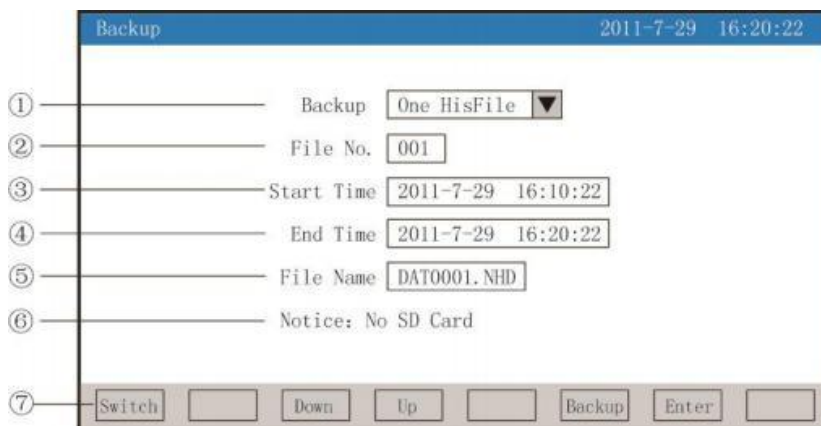 Backup 2011-7-29 16:20:22
① Backup One HisFile ▼
② File No. 001
③ Start Time 2011-7-29 16:10:22
④ End Time 2011-7-29 16:20:22
⑤ File Name DAT0001.NHD
⑥ Notice: No SD Card
⑦ Switch Down Up Backup Enter